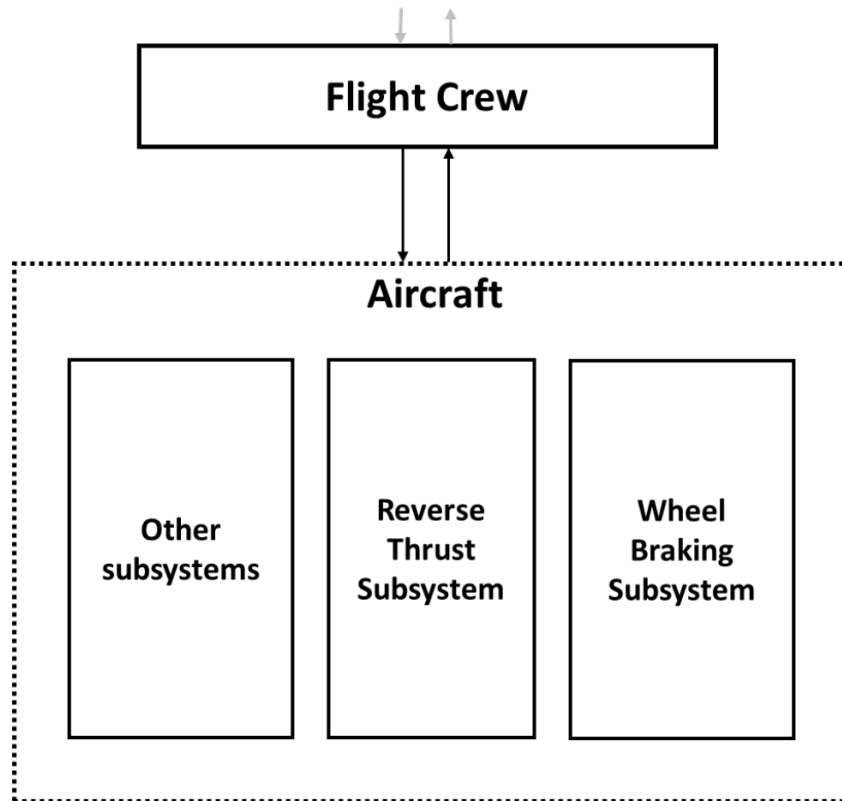 Flight Crew
Aircraft
Other
subsystems
Reverse
Thrust
Subsystem
Wheel
Braking
Subsystem